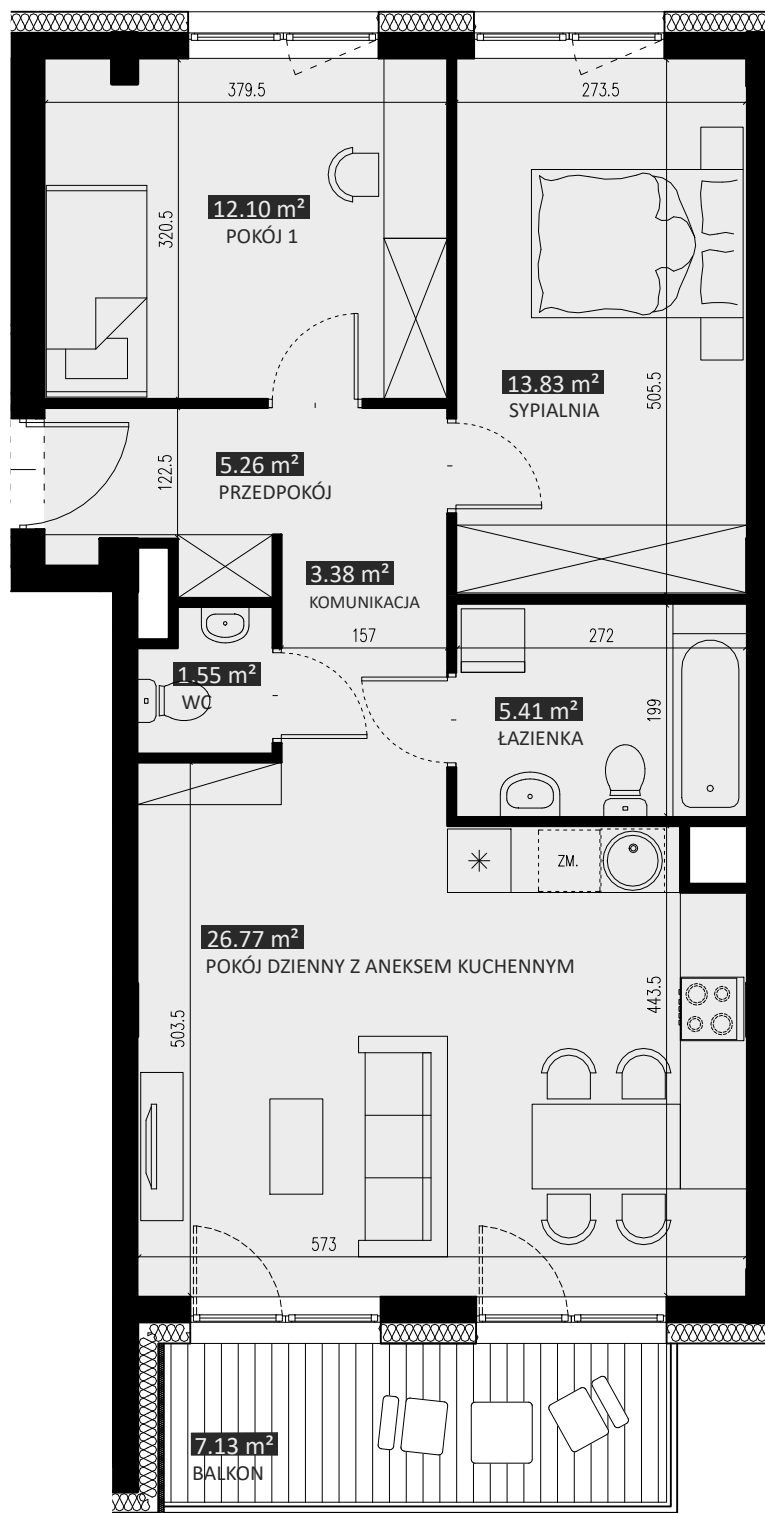 379.5
273.5
12.10 m²
POKÓJ 1
320.5
13.83 m²
SYPIALNIA
505.5
5.26 m²
PRZEDPOKÓJ
122.5
3.38 m²
KOMUNIKACJA
157
272
1.55 m²
WC
5.41 m²
ŁAZIENKA
199
ZM.
26.77 m²
POKÓJ DZIENNY Z ANEKSEM KUCHENNYM
503.5
443.5
573
7.13 m²
BALKON